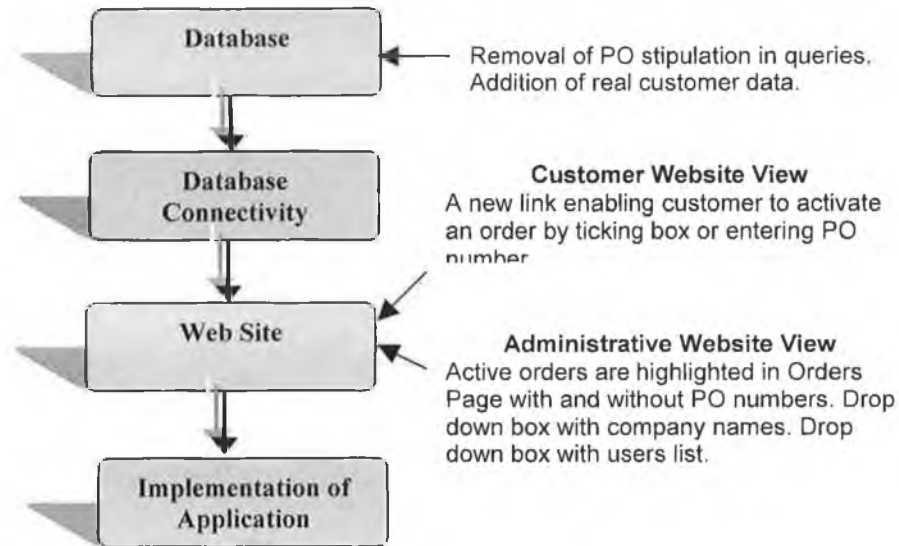 Database
Removal of PO stipulation in queries.
Addition of real customer data.
Database
Connectivity
Customer Website View
A new link enabling customer to activate
an order by ticking box or entering PO
number
Web Site
Administrative Website View
Active orders are highlighted in Orders
Page with and without PO numbers. Drop
down box with company names. Drop
down box with users list.
Implementation of
Application